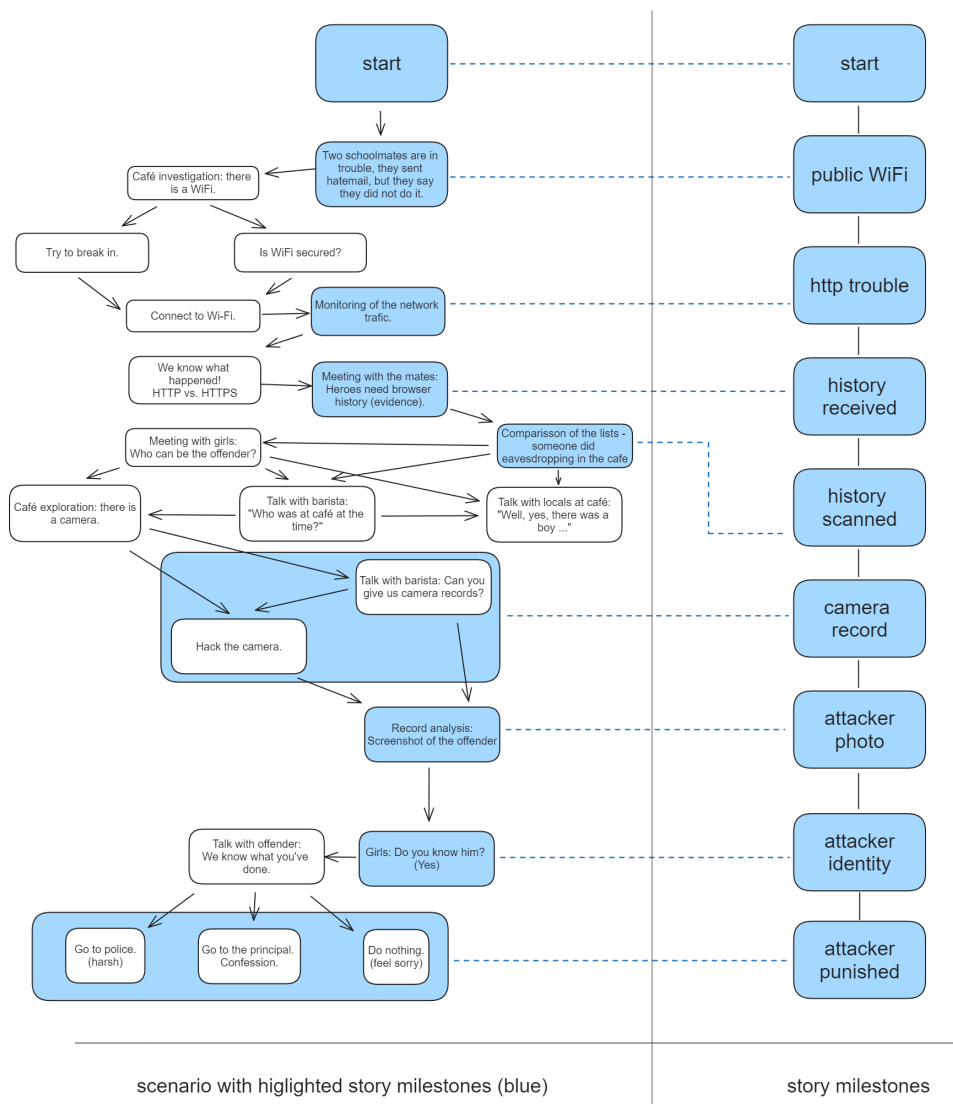 start
start
Two schoolmates are in
trouble, they sent
hatemail, but they say
they did not do it.
public WiFi
Café investigation: there
is a WiFi.
Try to break in.
Is WiFi secured?
http trouble
Monitoring of the network
trafic.
Connect to Wi-Fi.
We know what
happened!
HTTP vs. HTTPS
Meeting with the mates:
Heroes need browser
history (evidence).
history
received
Meeting with girls:
Who can be the offender?
Comparisson of the lists -
someone did
eavesdropping in the cafe
Café exploration: there is
a camera.
Talk with barista:
"Who was at café at the
time?"
Talk with locals at café:
"Well, yes, there was a
boy ..."
history
scanned
Talk with barista: Can you
give us camera records?
camera
record
Hack the camera.
Record analysis:
Screenshot of the offender
attacker
photo
Talk with offender:
We know what you've
done.
Girls: Do you know him?
(Yes)
attacker
identity
Go to police.
(harsh)
Go to the principal.
Confession.
Do nothing.
(feel sorry)
attacker
punished
scenario with higlighted story milestones (blue)
story milestones